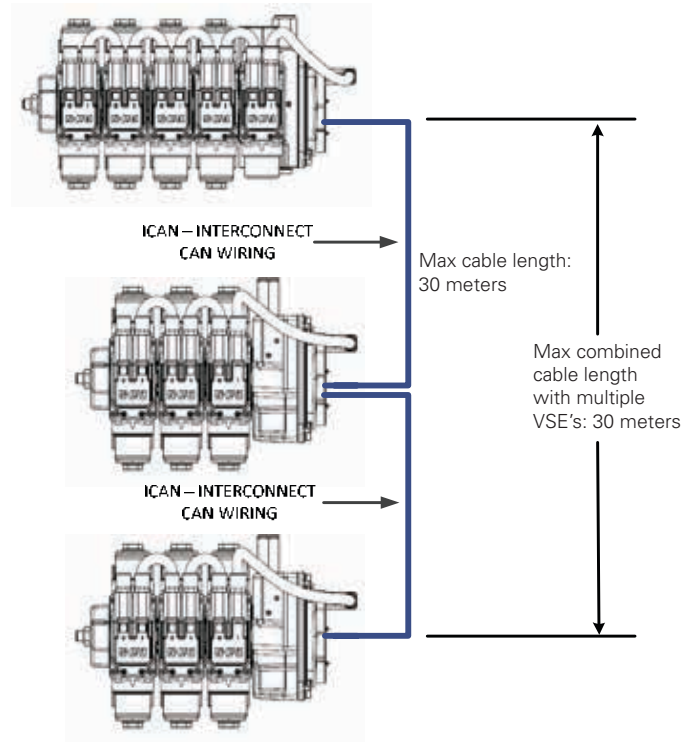 ICAN – INTERCONNECT
CAN WIRING
Max cable length:
30 meters
Max combined
cable length
with multiple
VSE's: 30 meters
ICAN – INTERCONNECT
CAN WIRING